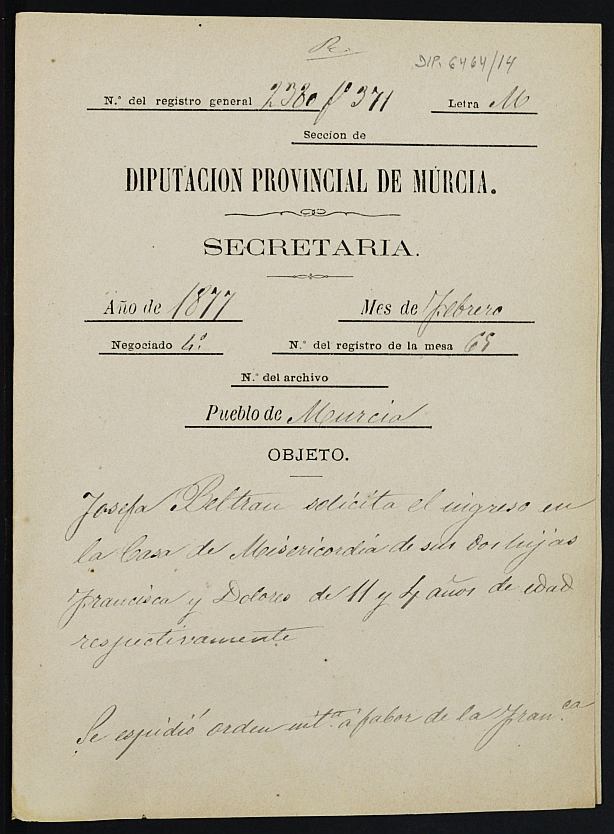 DIP. 6464/14
N.º del registro general 2380 fº 371 Letra M
Seccion de
DIPUTACION PROVINCIAL DE MURCIA.
SECRETARIA.
Año de 1877 Mes de Febrero
Negociado 4.º N.º del registro de la mesa 65
N.º del archivo
Pueblo de Murcia
OBJETO.
Josefa Beltran solicita el ingreso en
la Casa de Misericordia de sus dos hijas
Francisca y Dolores de 11 y 4 años de edad
respectivamente
Se espidió orden int.ª á fabor de la Fran.ca